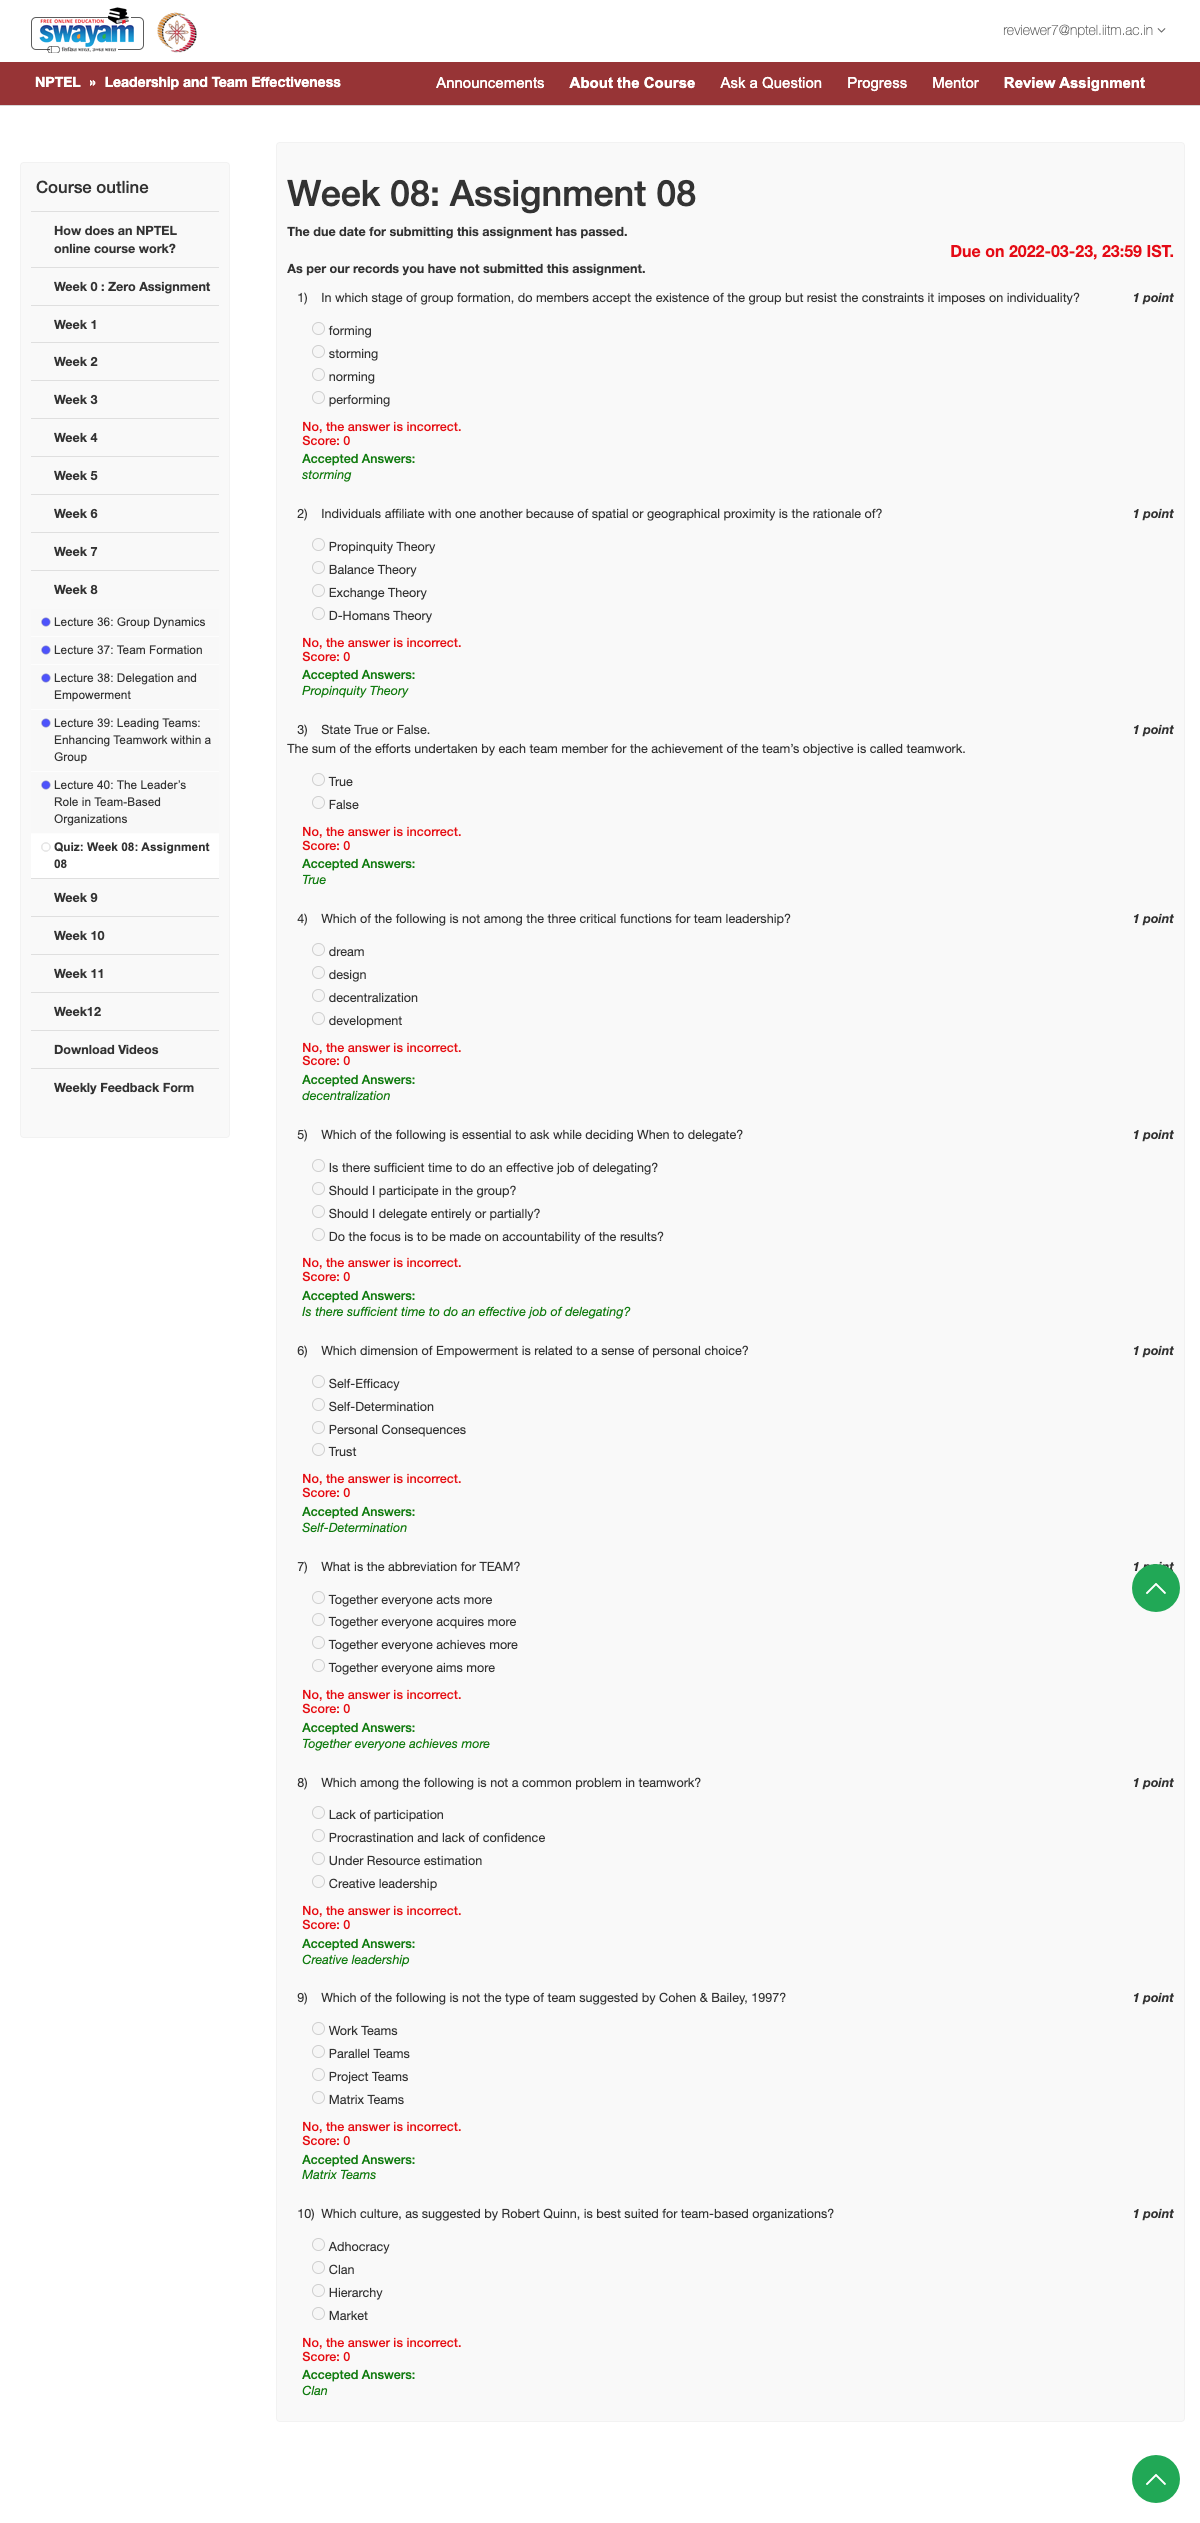 FREE ONLINE EDUCATION
swayam
reviewer7@nptel.iitm.ac.in
NPTEL » Leadership and Team Effectiveness
Announcements About the Course Ask a Question Progress Mentor Review Assignment
Course outline
How does an NPTEL
online course work?
Week 0 : Zero Assignment
Week 1
Week 2
Week 3
Week 4
Week 5
Week 6
Week 7
Week 8
Lecture 36: Group Dynamics
Lecture 37: Team Formation
Lecture 38: Delegation and
Empowerment
Lecture 39: Leading Teams:
Enhancing Teamwork within a
Group
Lecture 40: The Leader's
Role in Team-Based
Organizations
Quiz: Week 08: Assignment
08
Week 9
Week 10
Week 11
Week12
Download Videos
Weekly Feedback Form
Week 08: Assignment 08
The due date for submitting this assignment has passed.
Due on 2022-03-23, 23:59 IST.
As per our records you have not submitted this assignment.
1) In which stage of group formation, do members accept the existence of the group but resist the constraints it imposes on individuality? 1 point
forming
storming
norming
performing
No, the answer is incorrect.
Score: 0
Accepted Answers:
storming
2) Individuals affiliate with one another because of spatial or geographical proximity is the rationale of? 1 point
Propinquity Theory
Balance Theory
Exchange Theory
D-Homans Theory
No, the answer is incorrect.
Score: 0
Accepted Answers:
Propinquity Theory
3) State True or False. 1 point
The sum of the efforts undertaken by each team member for the achievement of the team's objective is called teamwork.
True
False
No, the answer is incorrect.
Score: 0
Accepted Answers:
True
4) Which of the following is not among the three critical functions for team leadership? 1 point
dream
design
decentralization
development
No, the answer is incorrect.
Score: 0
Accepted Answers:
decentralization
5) Which of the following is essential to ask while deciding When to delegate? 1 point
Is there sufficient time to do an effective job of delegating?
Should I participate in the group?
Should I delegate entirely or partially?
Do the focus is to be made on accountability of the results?
No, the answer is incorrect.
Score: 0
Accepted Answers:
Is there sufficient time to do an effective job of delegating?
6) Which dimension of Empowerment is related to a sense of personal choice? 1 point
Self-Efficacy
Self-Determination
Personal Consequences
Trust
No, the answer is incorrect.
Score: 0
Accepted Answers:
Self-Determination
7) What is the abbreviation for TEAM? 1 point
Together everyone acts more
Together everyone acquires more
Together everyone achieves more
Together everyone aims more
No, the answer is incorrect.
Score: 0
Accepted Answers:
Together everyone achieves more
8) Which among the following is not a common problem in teamwork? 1 point
Lack of participation
Procrastination and lack of confidence
Under Resource estimation
Creative leadership
No, the answer is incorrect.
Score: 0
Accepted Answers:
Creative leadership
9) Which of the following is not the type of team suggested by Cohen & Bailey, 1997? 1 point
Work Teams
Parallel Teams
Project Teams
Matrix Teams
No, the answer is incorrect.
Score: 0
Accepted Answers:
Matrix Teams
10) Which culture, as suggested by Robert Quinn, is best suited for team-based organizations? 1 point
Adhocracy
Clan
Hierarchy
Market
No, the answer is incorrect.
Score: 0
Accepted Answers:
Clan